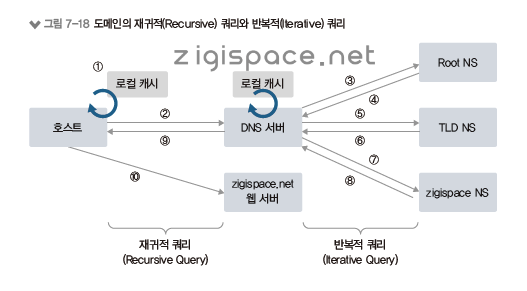 그림 7-18 도메인의 재귀적(Recursive) 쿼리와 반복적(Iterative) 쿼리
zigispace.net
①
로컬 캐시
로컬 캐시
③
Root NS
④
호스트
②
⑨
DNS 서버
⑤
⑥
TLD NS
⑦
⑧
⑩
zigispace.net
웹 서버
zigispace NS
재귀적 쿼리
(Recursive Query)
반복적 쿼리
(Iterative Query)